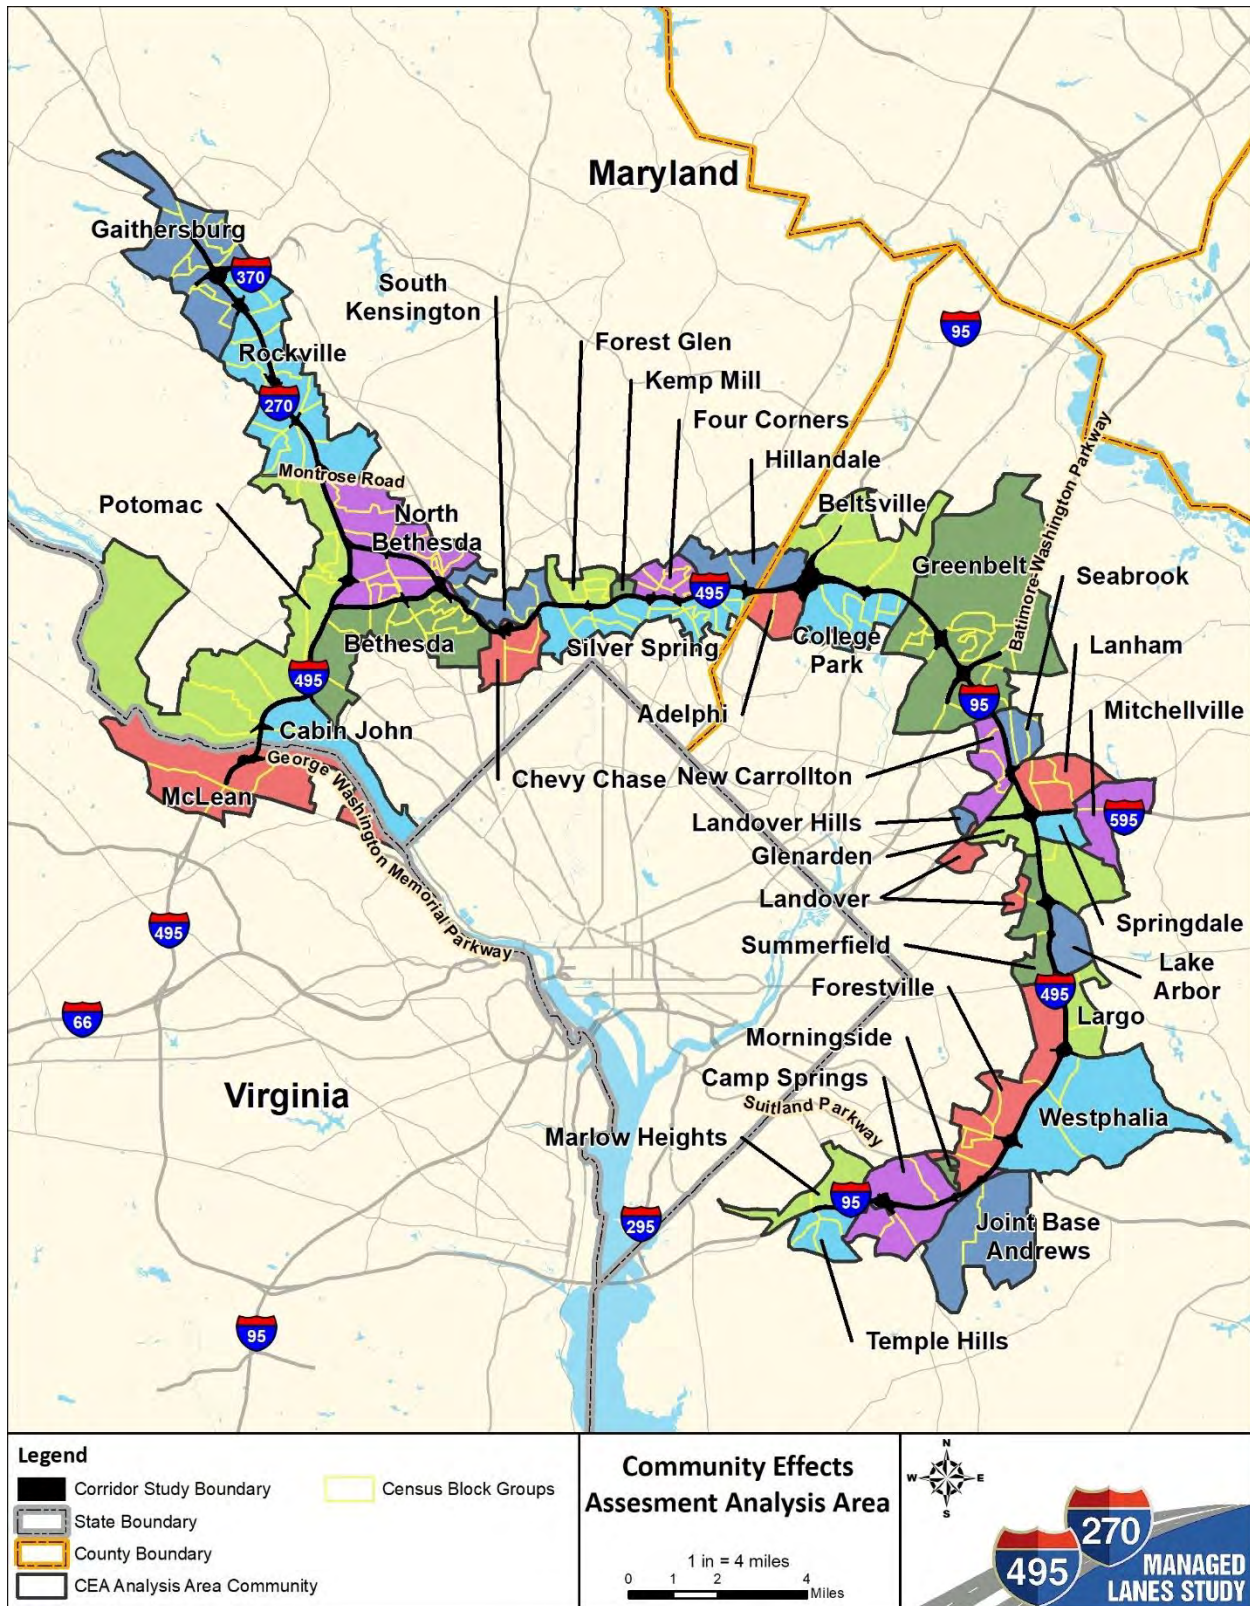 Maryland
Gaithersburg
370
South
Kensington
95
Forest Glen
Rockville
Kemp Mill
270
Four Corners
Hillandale
Montrose Road
Potomac
North
Bethesda
Beltsville
Greenbelt
Batimore-Washington Parkway
Seabrook
495
Bethesda
Silver Spring
College
Park
Lanham
495
Adelphi
95
Mitchellville
Cabin John
George Washington Memorial Parkway
Chevy Chase
New Carrollton
McLean
Landover Hills
595
Glenarden
Landover
Springdale
495
Summerfield
Lake
Arbor
Forestville
495
66
Largo
Morningside
Camp Springs
Virginia
Suitland Parkway
Westphalia
Marlow Heights
95
295
Joint Base
Andrews
95
Temple Hills
Legend
Corridor Study Boundary
Census Block Groups
State Boundary
County Boundary
CEA Analysis Area Community
Community Effects
Assesment Analysis Area
1 in = 4 miles
0 1 2 4
Miles
N
W E
S
270
495
MANAGED
LANES STUDY